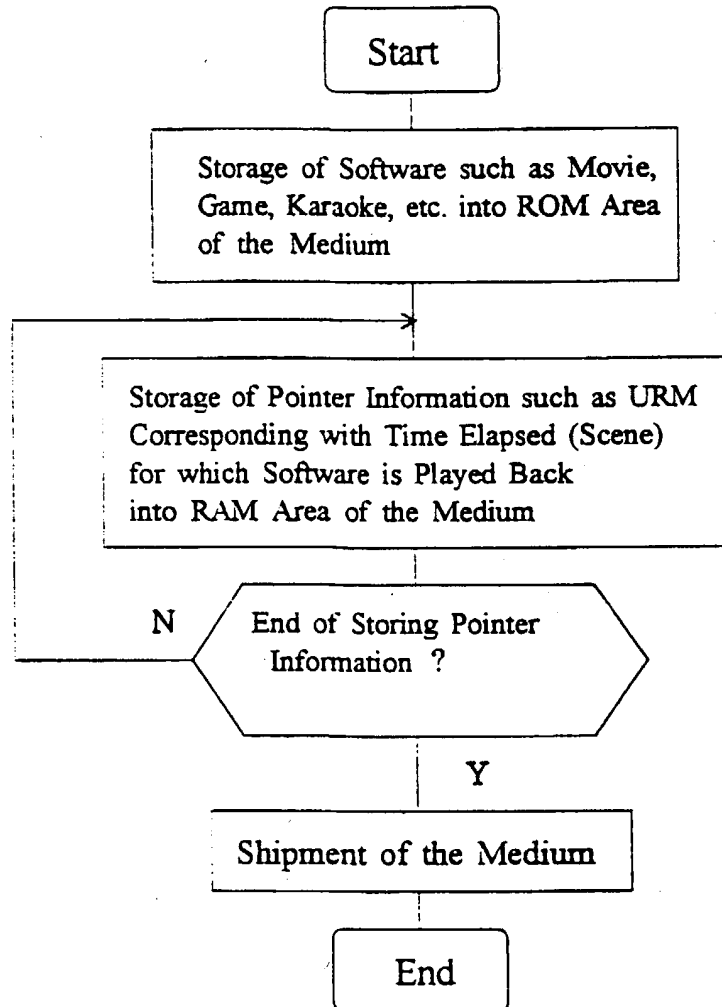 Start
Storage of Software such as Movie,
Game, Karaoke, etc. into ROM Area
of the Medium
Storage of Pointer Information such as URM
Corresponding with Time Elapsed (Scene)
for which Software is Played Back
into RAM Area of the Medium
N
End of Storing Pointer
Information ?
Y
Shipment of the Medium
End